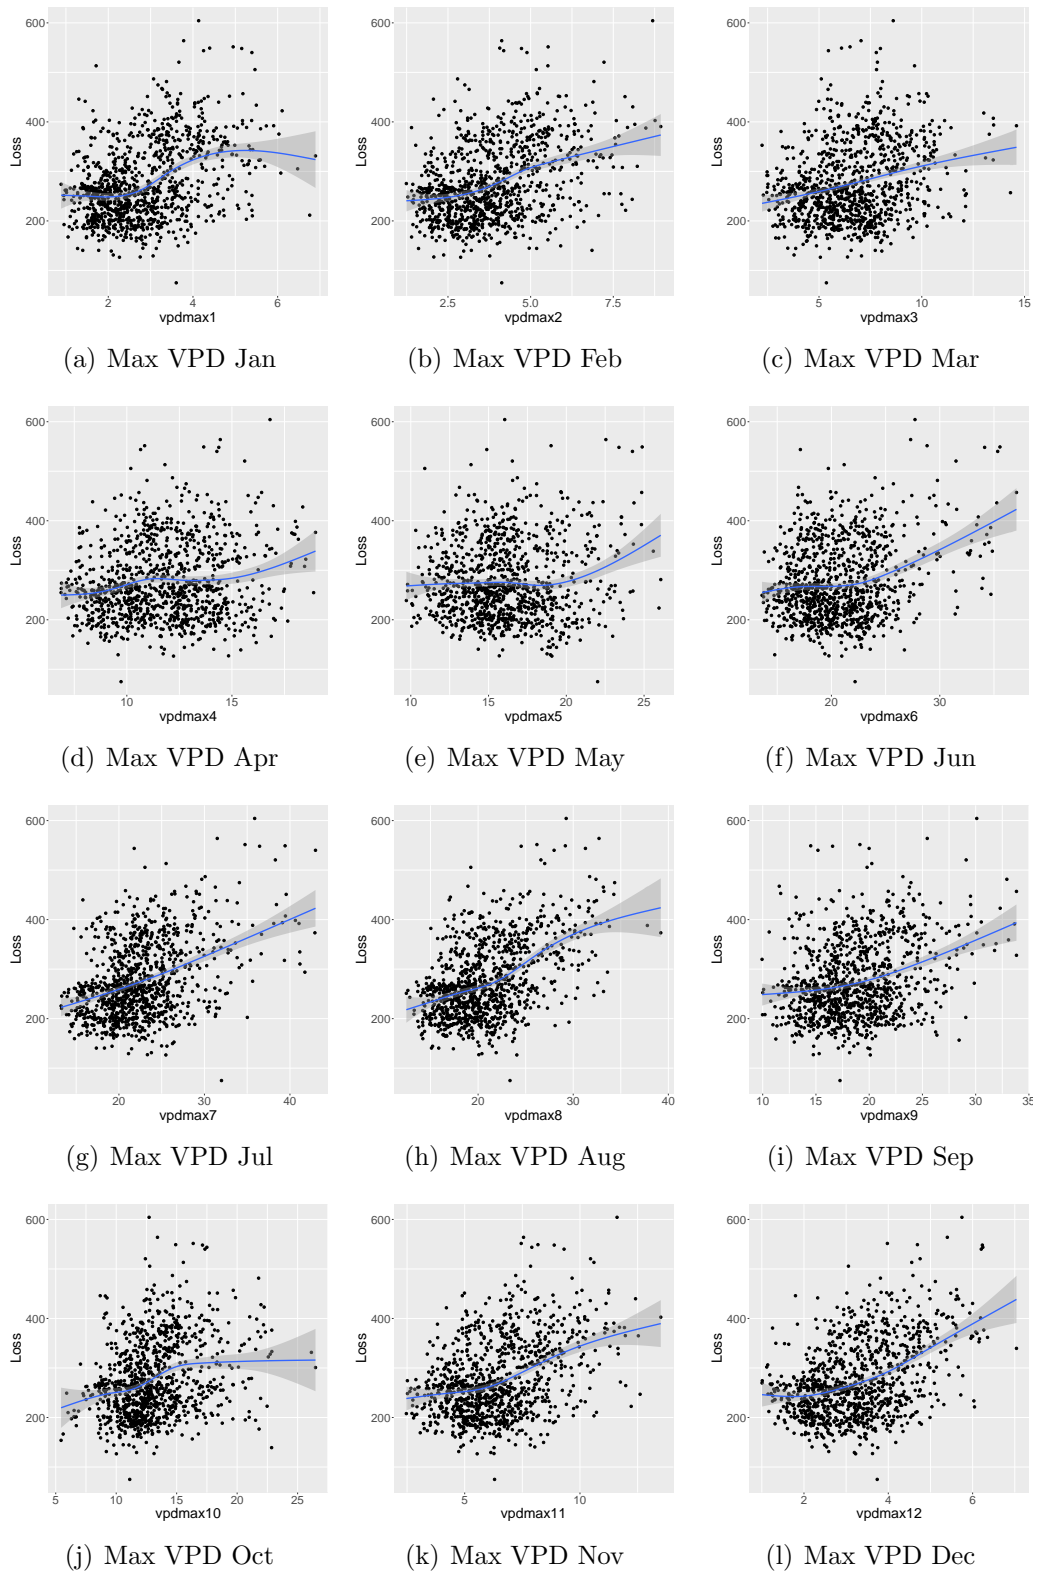 600
400
200
Loss
2 4 6
vpdmax1
600
400
200
Loss
2.5 5.0 7.5
vpdmax2
600
400
200
Loss
5 10 15
vpdmax3
(a) Max VPD Jan
(b) Max VPD Feb
(c) Max VPD Mar
600
400
200
Loss
10 15
vpdmax4
600
400
200
Loss
10 15 20 25
vpdmax5
600
400
200
Loss
20 30
vpdmax6
(d) Max VPD Apr
(e) Max VPD May
(f) Max VPD Jun
600
400
200
Loss
20 30 40
vpdmax7
600
400
200
Loss
20 30 40
vpdmax8
600
400
200
Loss
10 15 20 25 30 35
vpdmax9
(g) Max VPD Jul
(h) Max VPD Aug
(i) Max VPD Sep
600
400
200
Loss
5 10 15 20 25
vpdmax10
600
400
200
Loss
5 10
vpdmax11
600
400
200
Loss
2 4 6
vpdmax12
(j) Max VPD Oct
(k) Max VPD Nov
(l) Max VPD Dec